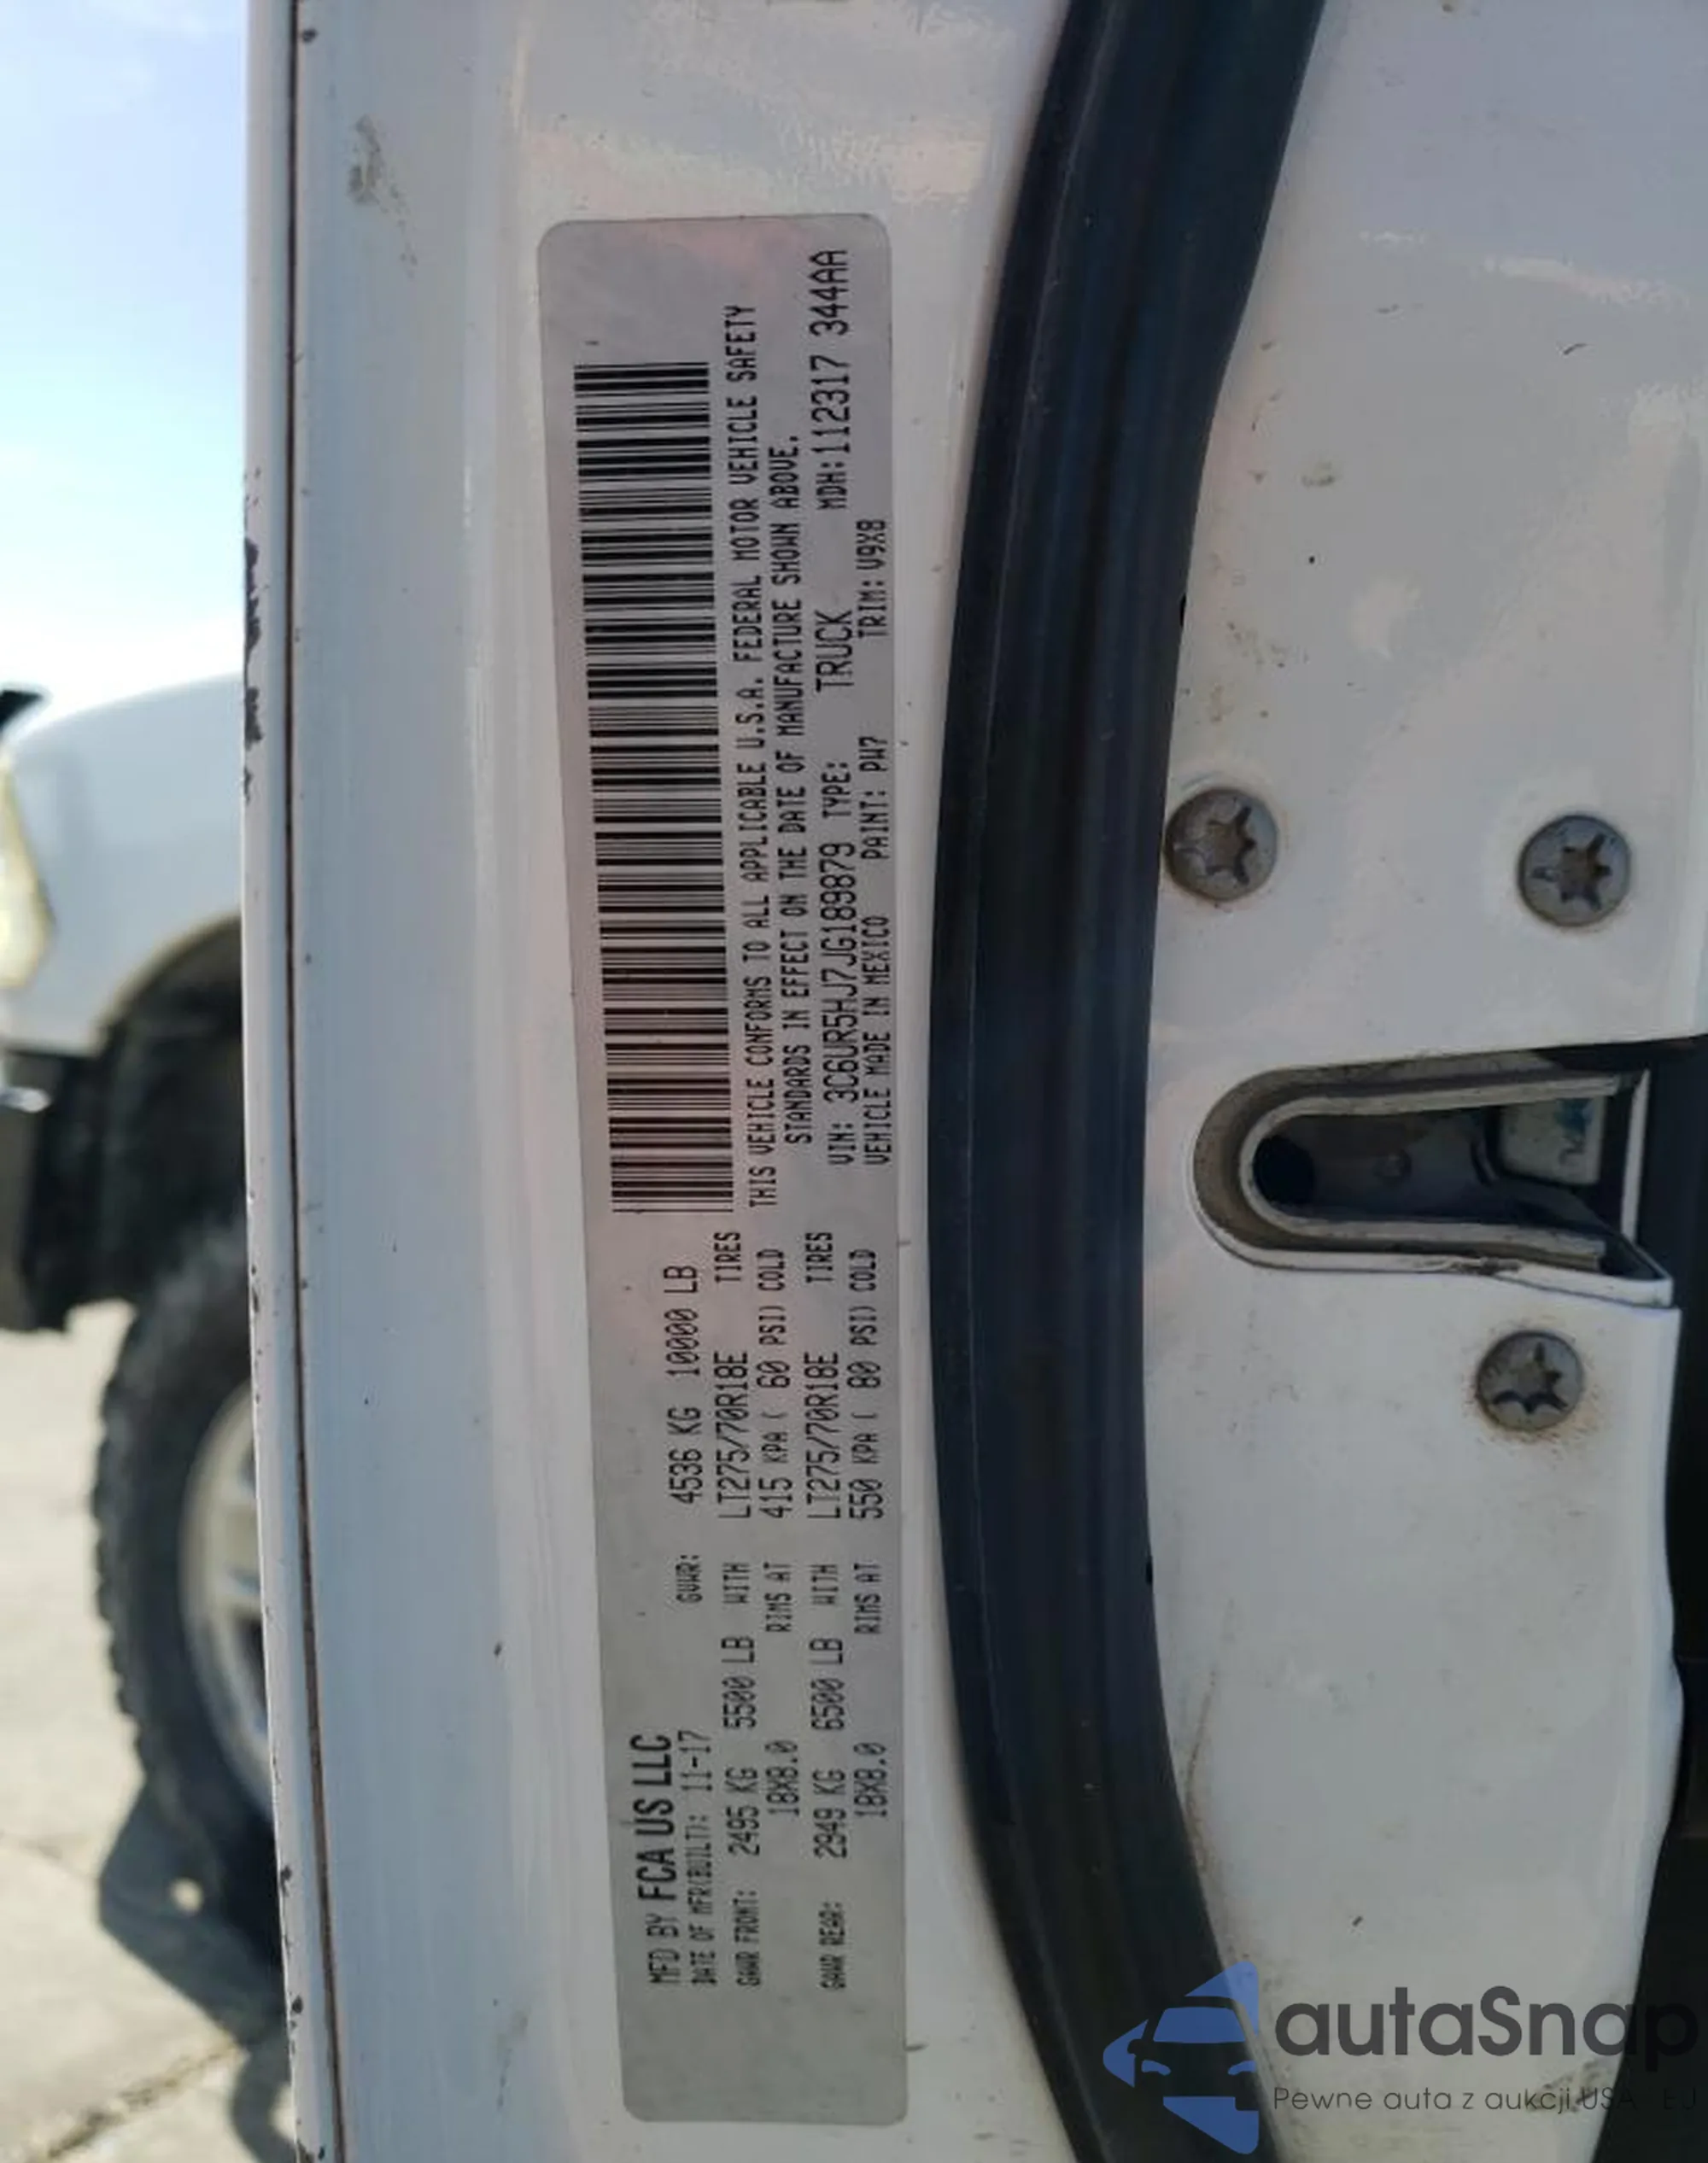 MFD BY FCA US LLC
DATE OF MFR(BUILT): 11-17
GVWR: 4536 KG 10000 LB
GAWR FRONT: 2495 KG 5500 LB WITH LT275/70R18E TIRES
18X8.0 RIMS AT 415 KPA ( 60 PSI) COLD
GAWR REAR: 2949 KG 6500 LB WITH LT275/70R18E TIRES
18X8.0 RIMS AT 550 KPA ( 80 PSI) COLD
THIS VEHICLE CONFORMS TO ALL APPLICABLE U.S.A. FEDERAL MOTOR VEHICLE SAFETY
STANDARDS IN EFFECT ON THE DATE OF MANUFACTURE SHOWN ABOVE.
VIN: 3C6UR5HJ7JG189879 TYPE: TRUCK MDH:112317 344AA
VEHICLE MADE IN MEXICO PAINT: PW7 TRIM: V9X8
autaSnap
Pewne auta z aukcji USA - EJ